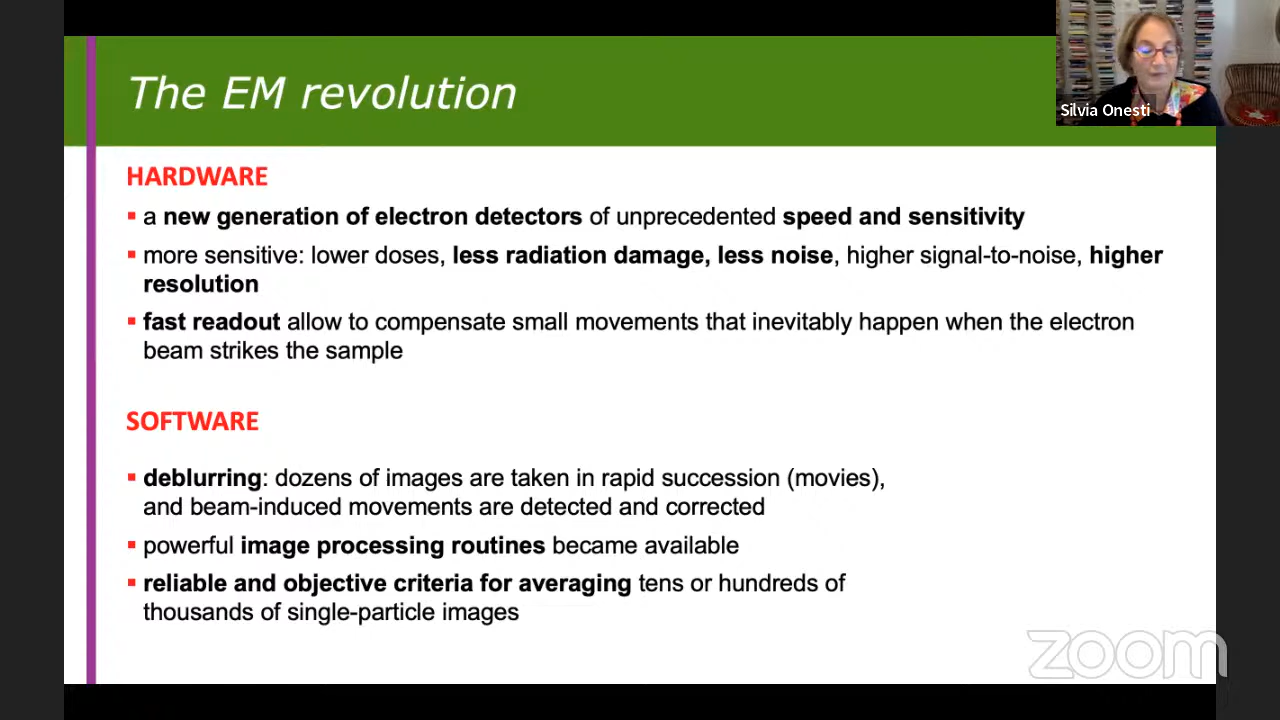 The EM revolution
Silvia Onesti
HARDWARE
▪ a new generation of electron detectors of unprecedented speed and sensitivity
▪ more sensitive: lower doses, less radiation damage, less noise, higher signal-to-noise, higher
resolution
▪ fast readout allow to compensate small movements that inevitably happen when the electron
beam strikes the sample
SOFTWARE
▪ deblurring: dozens of images are taken in rapid succession (movies),
and beam-induced movements are detected and corrected
▪ powerful image processing routines became available
▪ reliable and objective criteria for averaging tens or hundreds of
thousands of single-particle images
zoom